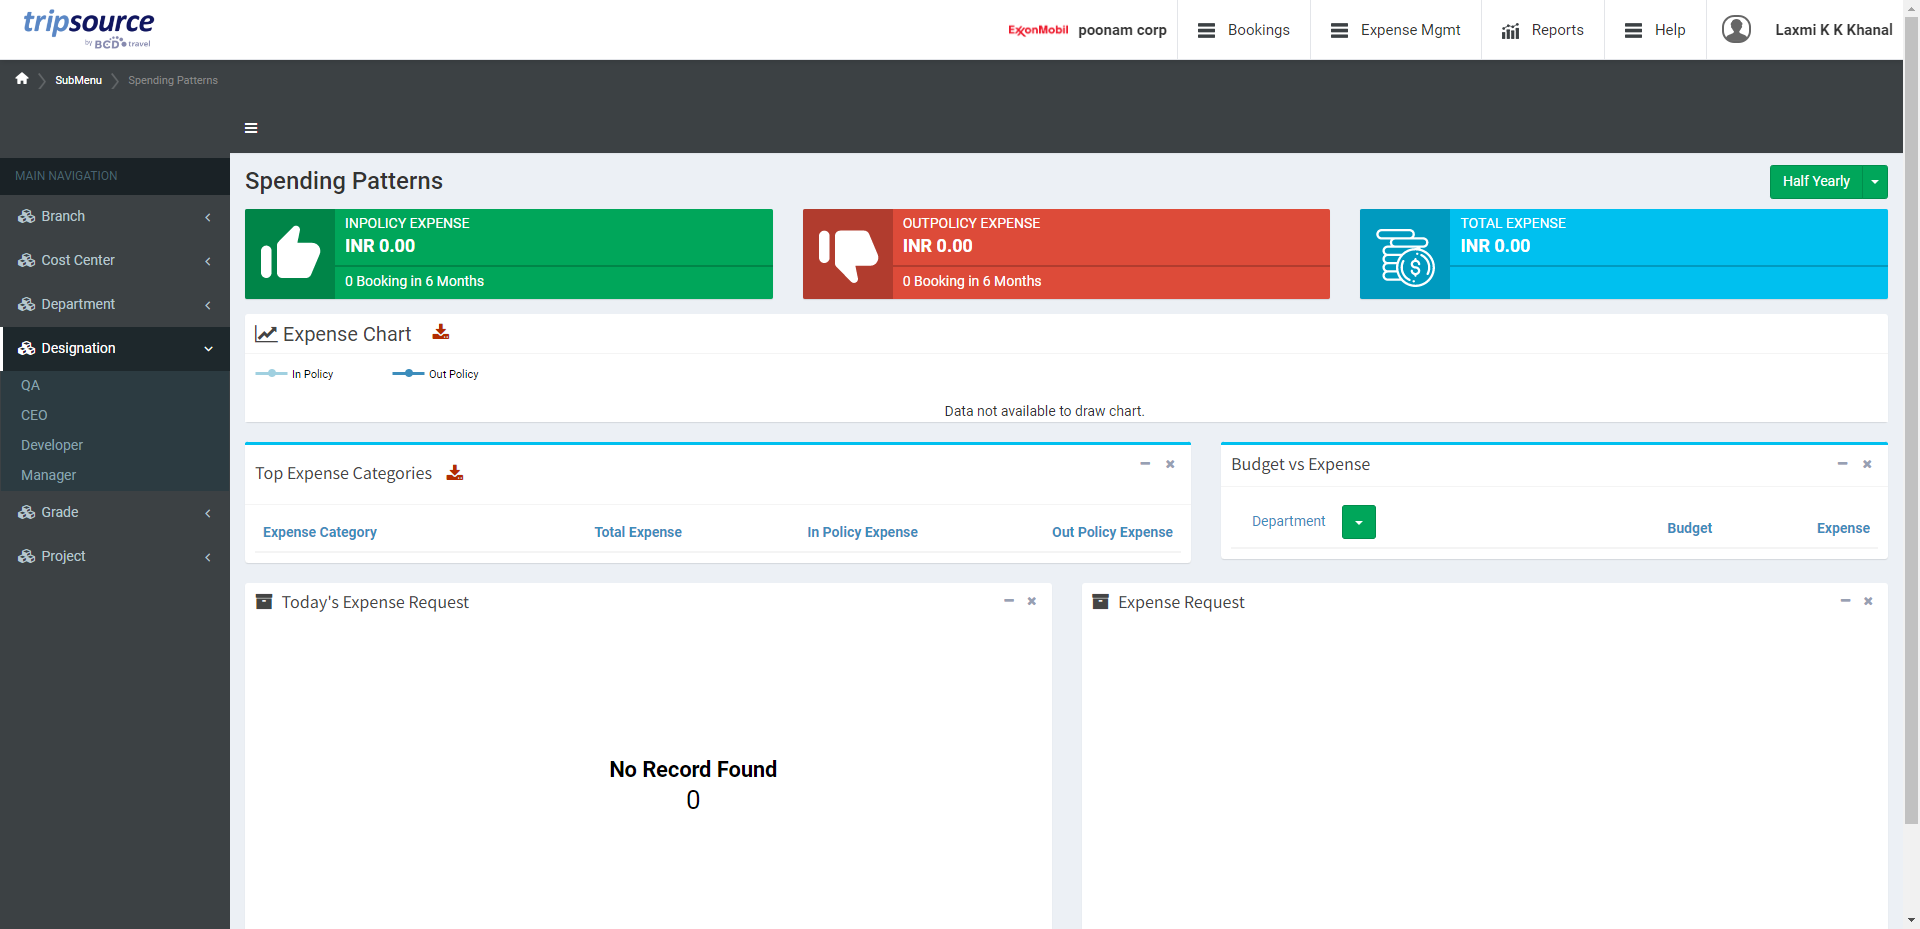 tripsource
by BCD travel
ExxonMobil
poonam corp
Bookings
Expense Mgmt
Reports
Help
Laxmi K K Khanal
SubMenu
Spending Patterns
MAIN NAVIGATION
Branch
Cost Center
Department
Designation
QA
CEO
Developer
Manager
Grade
Project
Spending Patterns
Half Yearly
INPOLICY EXPENSE
INR 0.00
0 Booking in 6 Months
OUTPOLICY EXPENSE
INR 0.00
0 Booking in 6 Months
TOTAL EXPENSE
INR 0.00
Expense Chart
In Policy
Out Policy
Data not available to draw chart.
Top Expense Categories
Expense Category
Total Expense
In Policy Expense
Out Policy Expense
Budget vs Expense
Department
Budget
Expense
Today's Expense Request
No Record Found
0
Expense Request